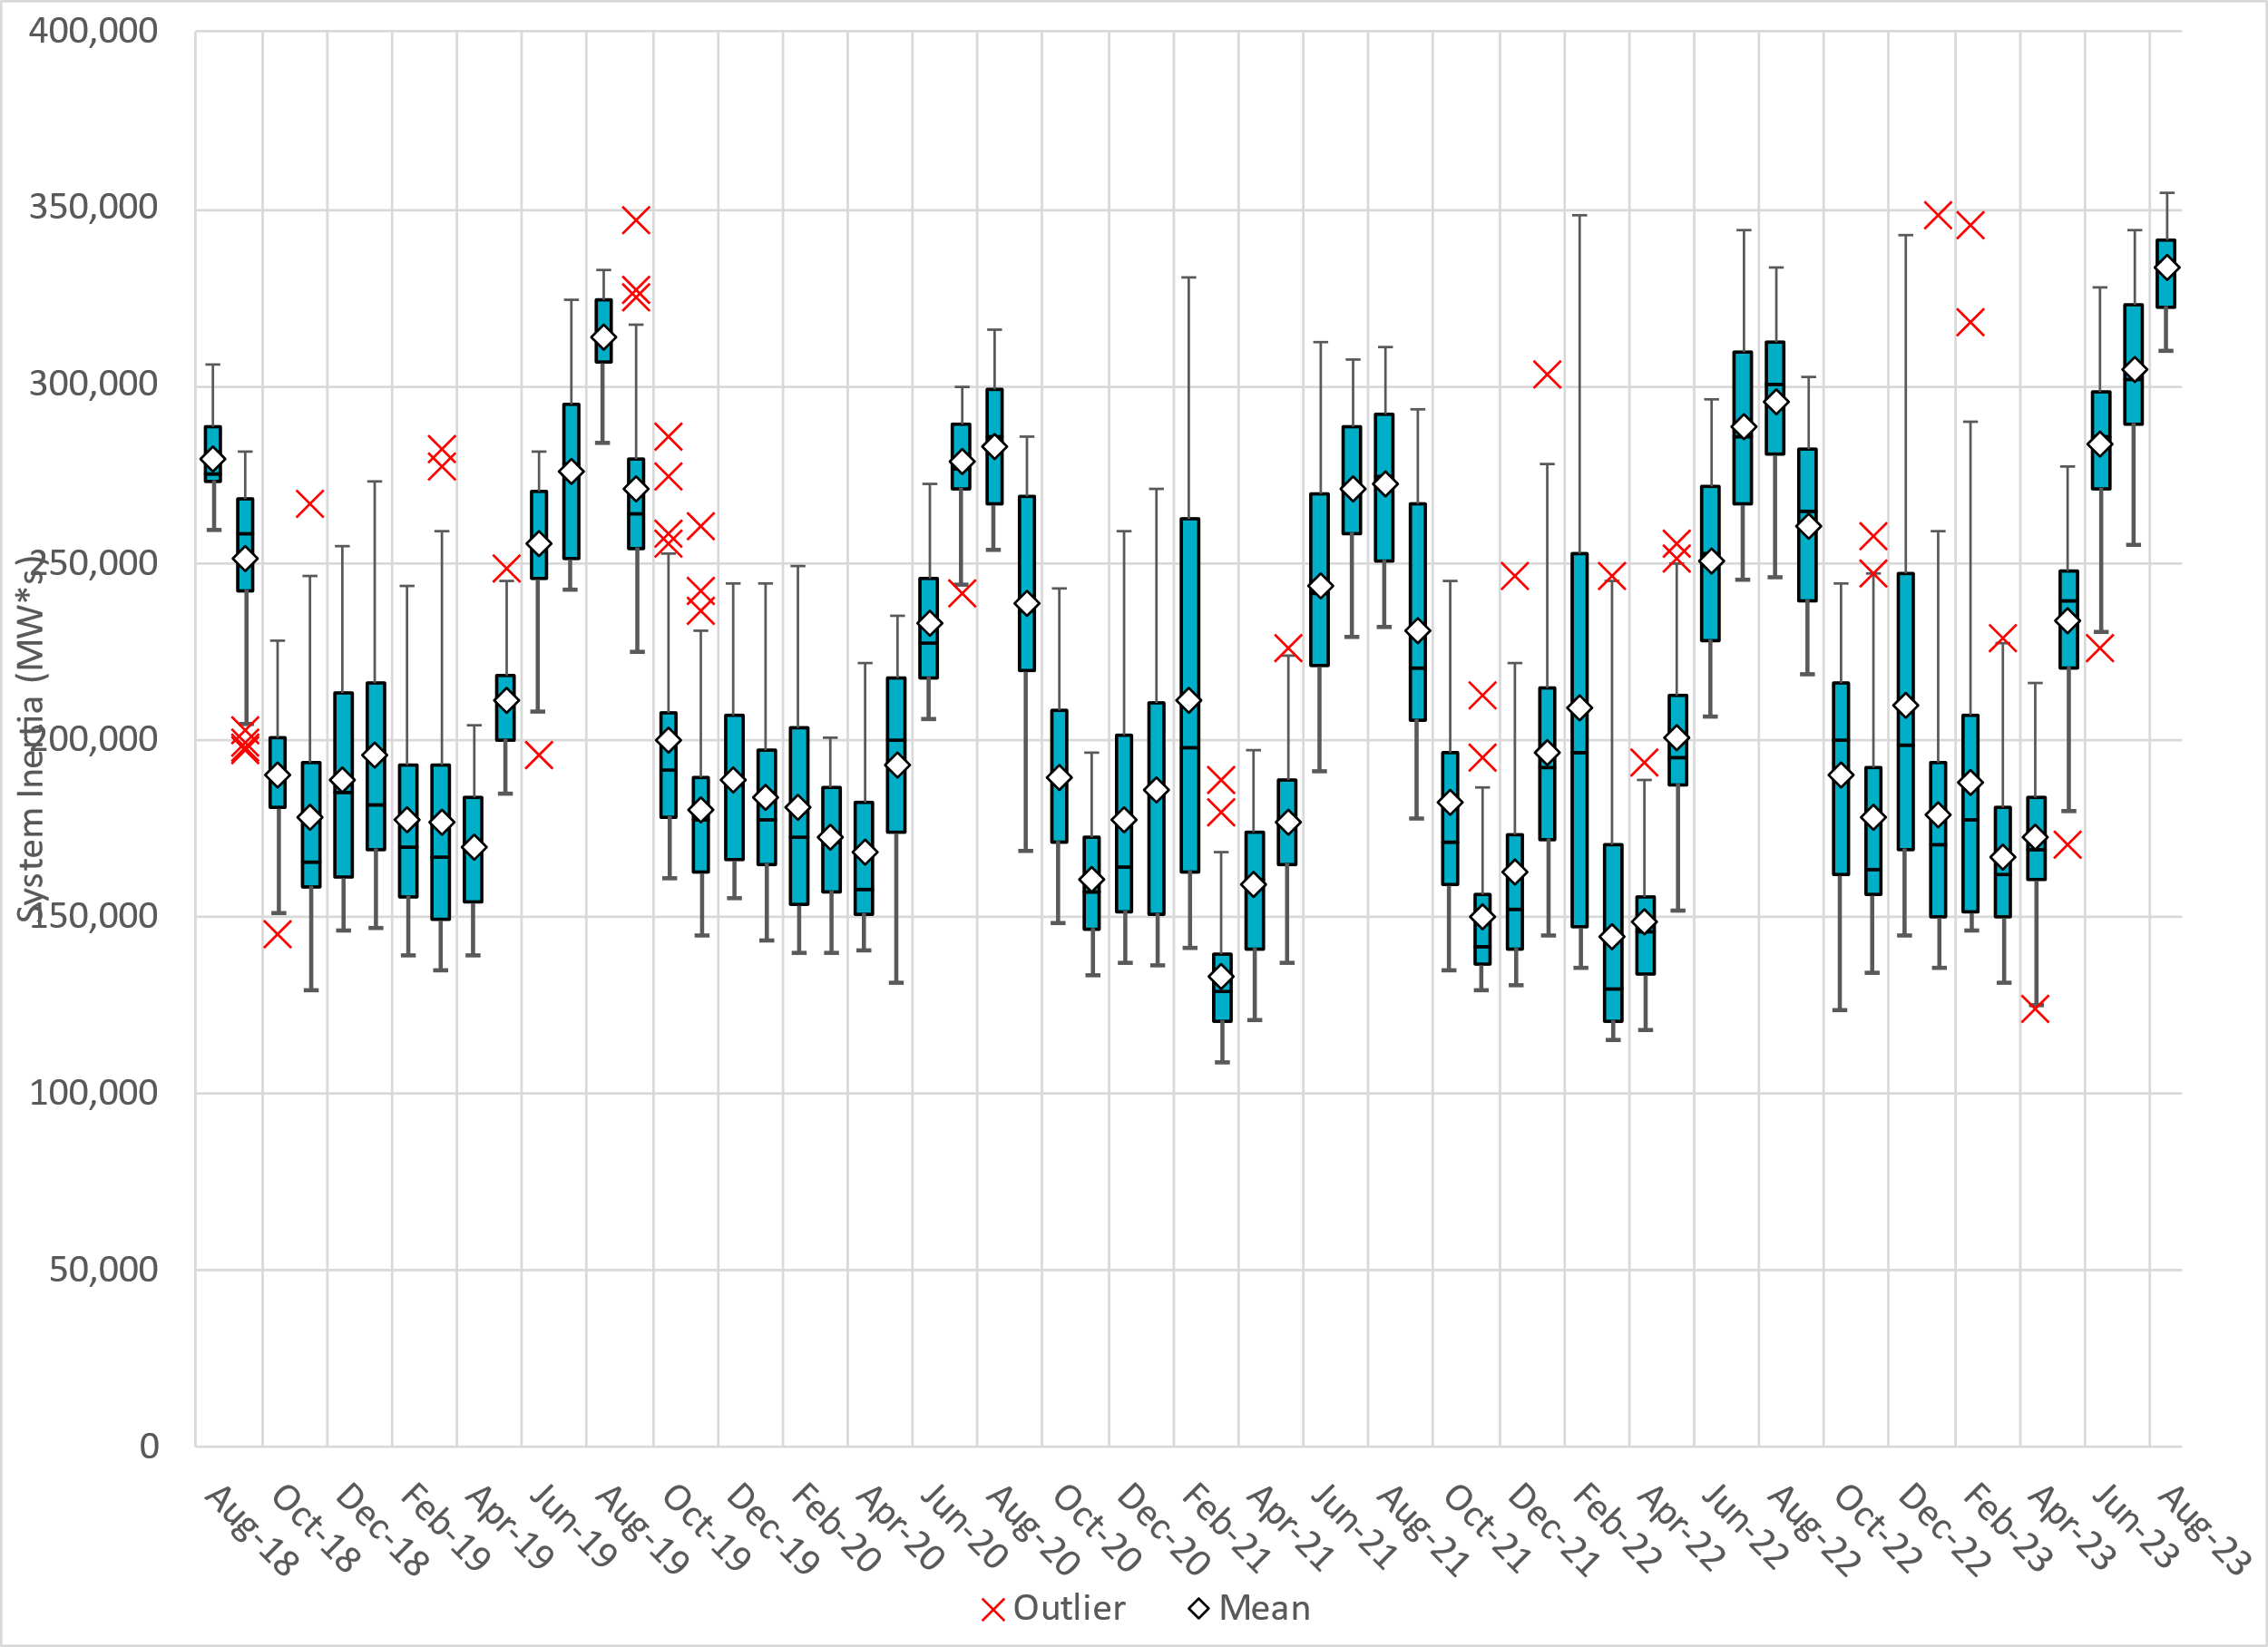 400,000
350,000
300,000
250,000
200,000
150,000
100,000
50,000
0
System Inertia (MW*s)
Aug-18
Oct-18
Dec-18
Feb-19
Apr-19
Jun-19
Aug-19
Oct-19
Dec-19
Feb-20
Apr-20
Jun-20
Aug-20
Oct-20
Dec-20
Feb-21
Apr-21
Jun-21
Aug-21
Oct-21
Dec-21
Feb-22
Apr-22
Jun-22
Aug-22
Oct-22
Dec-22
Feb-23
Apr-23
Jun-23
Aug-23
Outlier
Mean